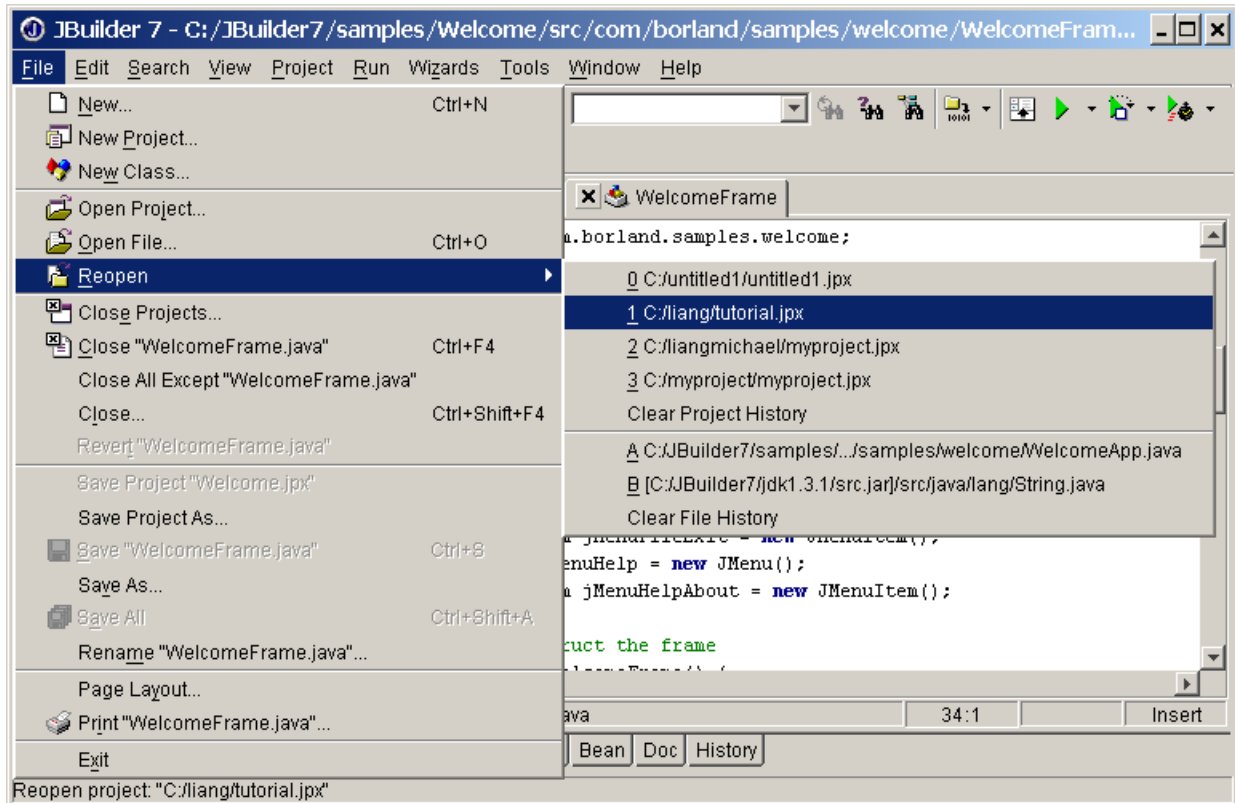 JBuilder 7 - C:/JBuilder7/samples/Welcome/src/com/borland/samples/welcome/WelcomeFram...
File Edit Search View Project Run Wizards Tools Window Help
New... Ctrl+N
New Project...
New Class...
Open Project...
Open File... Ctrl+O
Reopen
Close Projects...
Close "WelcomeFrame.java" Ctrl+F4
Close All Except "WelcomeFrame.java"
Close... Ctrl+Shift+F4
Revert "WelcomeFrame.java"
Save Project "Welcome.jpx"
Save Project As...
Save "WelcomeFrame.java" Ctrl+S
Save As...
Save All Ctrl+Shift+A
Rename "WelcomeFrame.java"...
Page Layout...
Print "WelcomeFrame.java"...
Exit
WelcomeFrame
m.borland.samples.welcome;
0 C:/untitled1/untitled1.jpx
1 C:/liang/tutorial.jpx
2 C:/liangmichael/myproject.jpx
3 C:/myproject/myproject.jpx
Clear Project History
A C:/JBuilder7/samples/.../samples/welcome/WelcomeApp.java
B [C:/JBuilder7/jdk1.3.1/src.jar]/src/java/lang/String.java
Clear File History
enuHelp = new JMenu();
m jMenuHelpAbout = new JMenuItem();
ruct the frame
ava 34:1 Insert
Bean Doc History
Reopen project: "C:/liang/tutorial.jpx"